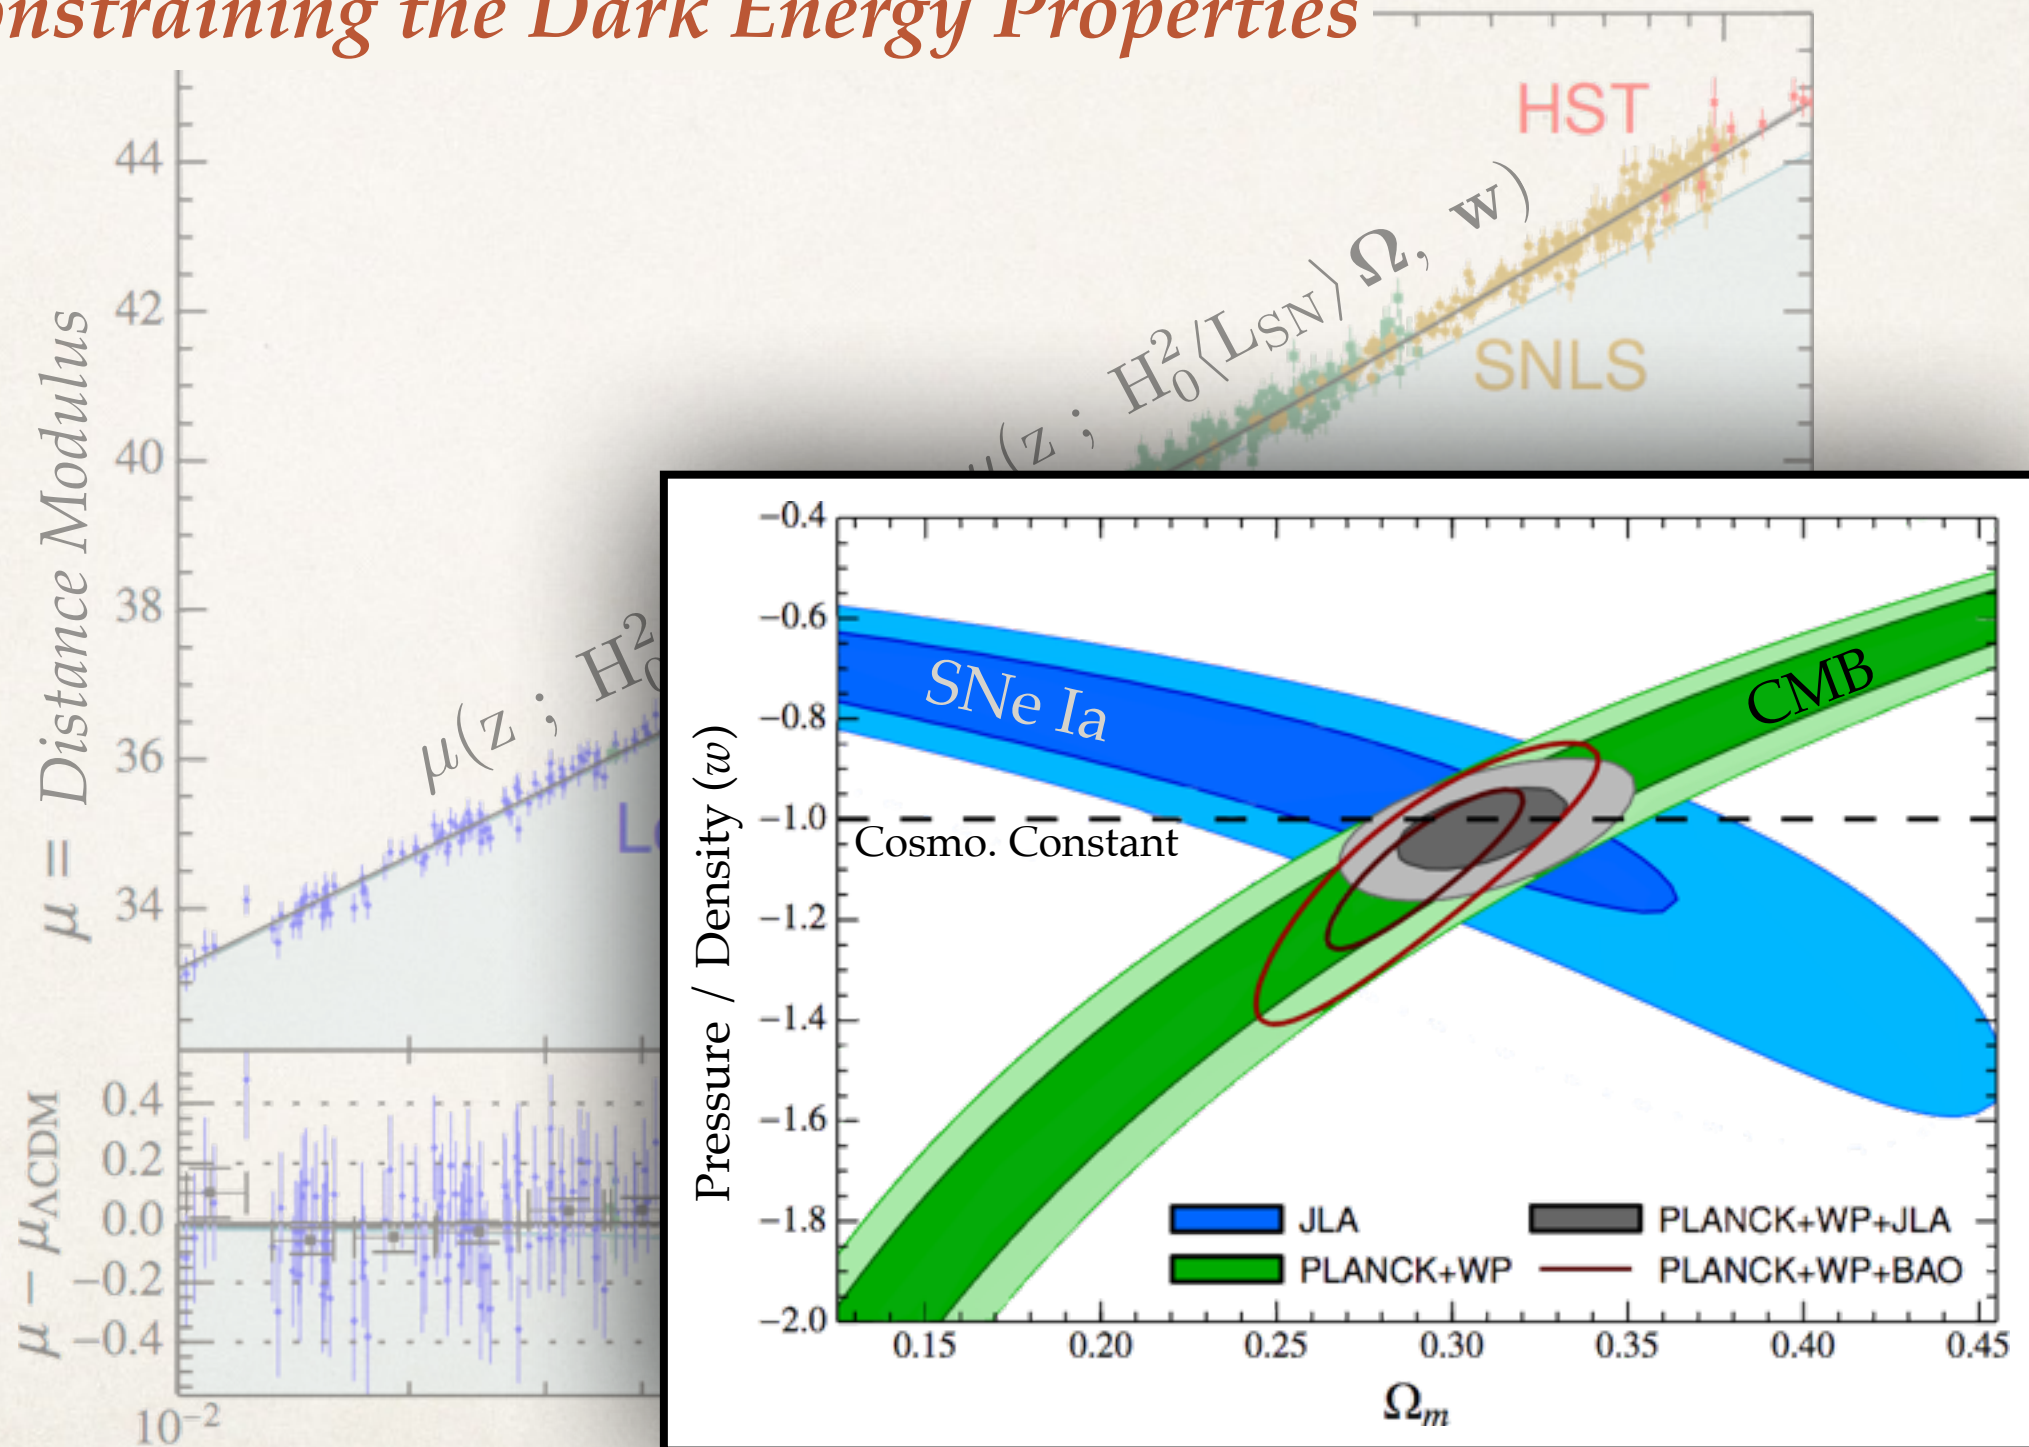 nstraining the Dark Energy Properties
HST
44
μ(z ; H₀²⟨L_SN⟩ Ω, w)
42
SNLS
40
38
μ(z ; H₀²
36
34
μ = Distance Modulus
0.4
0.2
0.0
−0.2
−0.4
μ − μ_ΛCDM
10⁻²
−0.4
−0.6
SNe Ia
CMB
−0.8
−1.0
Cosmo. Constant
−1.2
−1.4
−1.6
−1.8
−2.0
Pressure / Density (w)
JLA
PLANCK+WP+JLA
PLANCK+WP
PLANCK+WP+BAO
0.15 0.20 0.25 0.30 0.35 0.40 0.45
Ωₘ